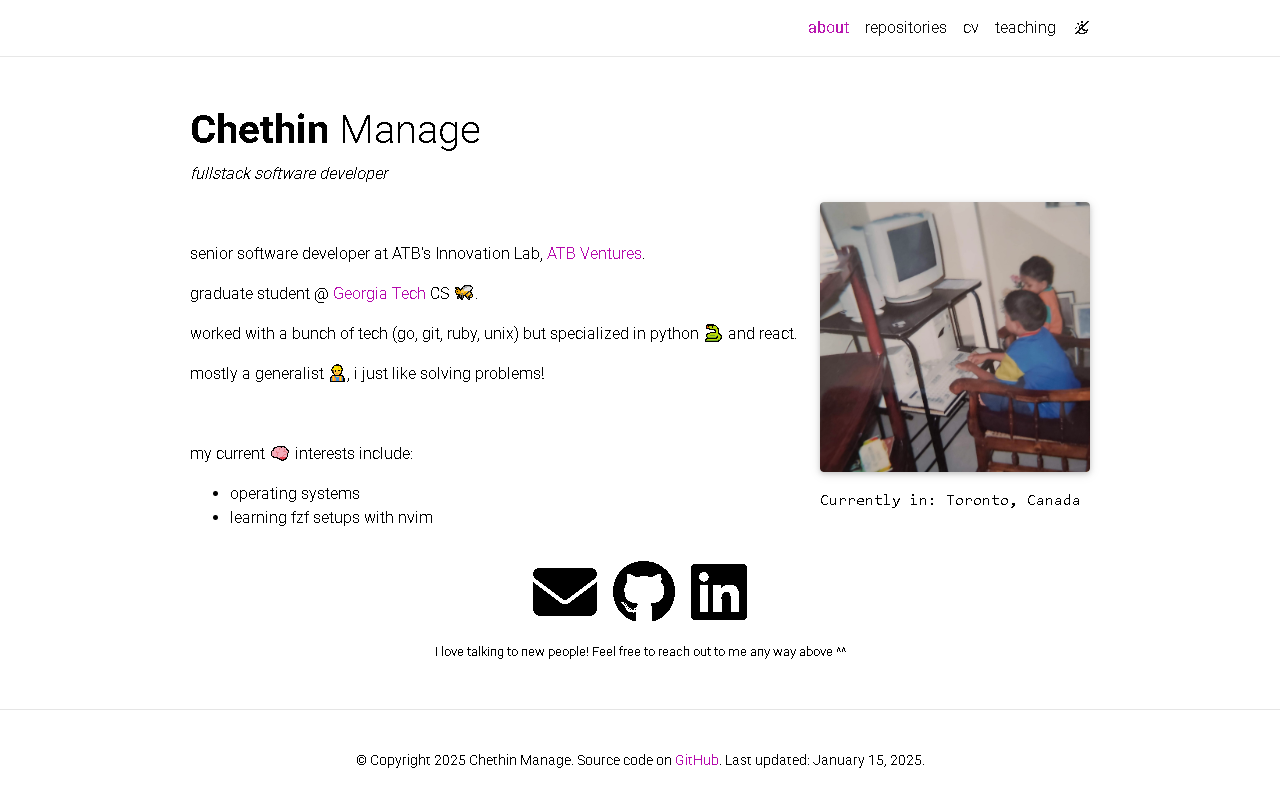 about repositories cv teaching
Chethin Manage
fullstack software developer
senior software developer at ATB's Innovation Lab, ATB Ventures.
graduate student @ Georgia Tech CS 🐝.
worked with a bunch of tech (go, git, ruby, unix) but specialized in python 🐍 and react.
mostly a generalist 🤷, i just like solving problems!
my current 🧠 interests include:
• operating systems
• learning fzf setups with nvim
Currently in: Toronto, Canada
in
I love talking to new people! Feel free to reach out to me any way above ^^
© Copyright 2025 Chethin Manage. Source code on GitHub. Last updated: January 15, 2025.